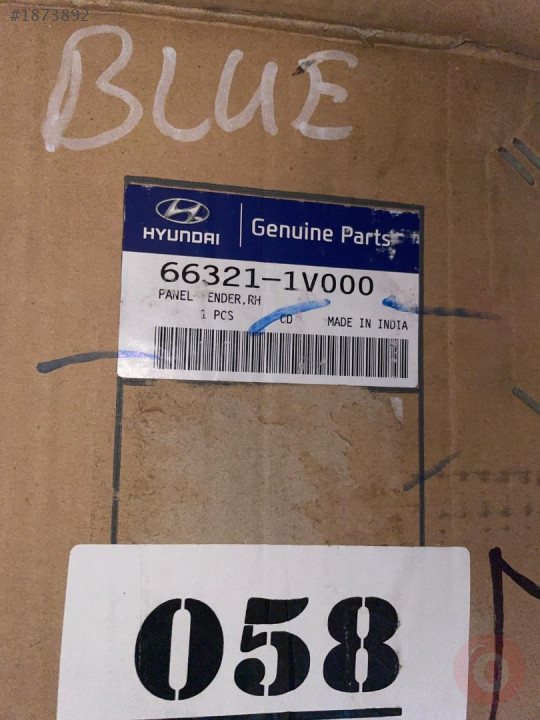 #1873892
BLUE
HYUNDAI
Genuine Parts
66321-1V000
PANEL ENDER,RH
1 PCS CD MADE IN INDIA
058